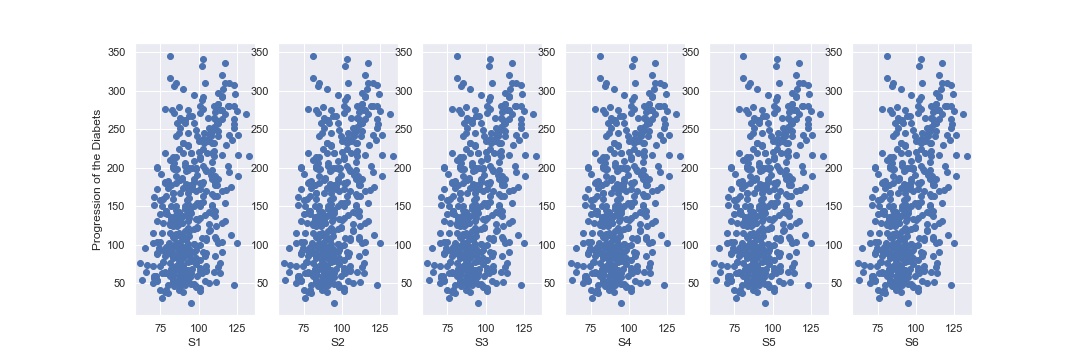 350 350 350 350 350 350
300 300 300 300 300 300
250 250 250 250 250 250
200 200 200 200 200 200
150 150 150 150 150 150
100 100 100 100 100 100
50 50 50 50 50 50
Progression of the Diabets
75 100 125 75 100 125 75 100 125 75 100 125 75 100 125 75 100 125
S1 S2 S3 S4 S5 S6